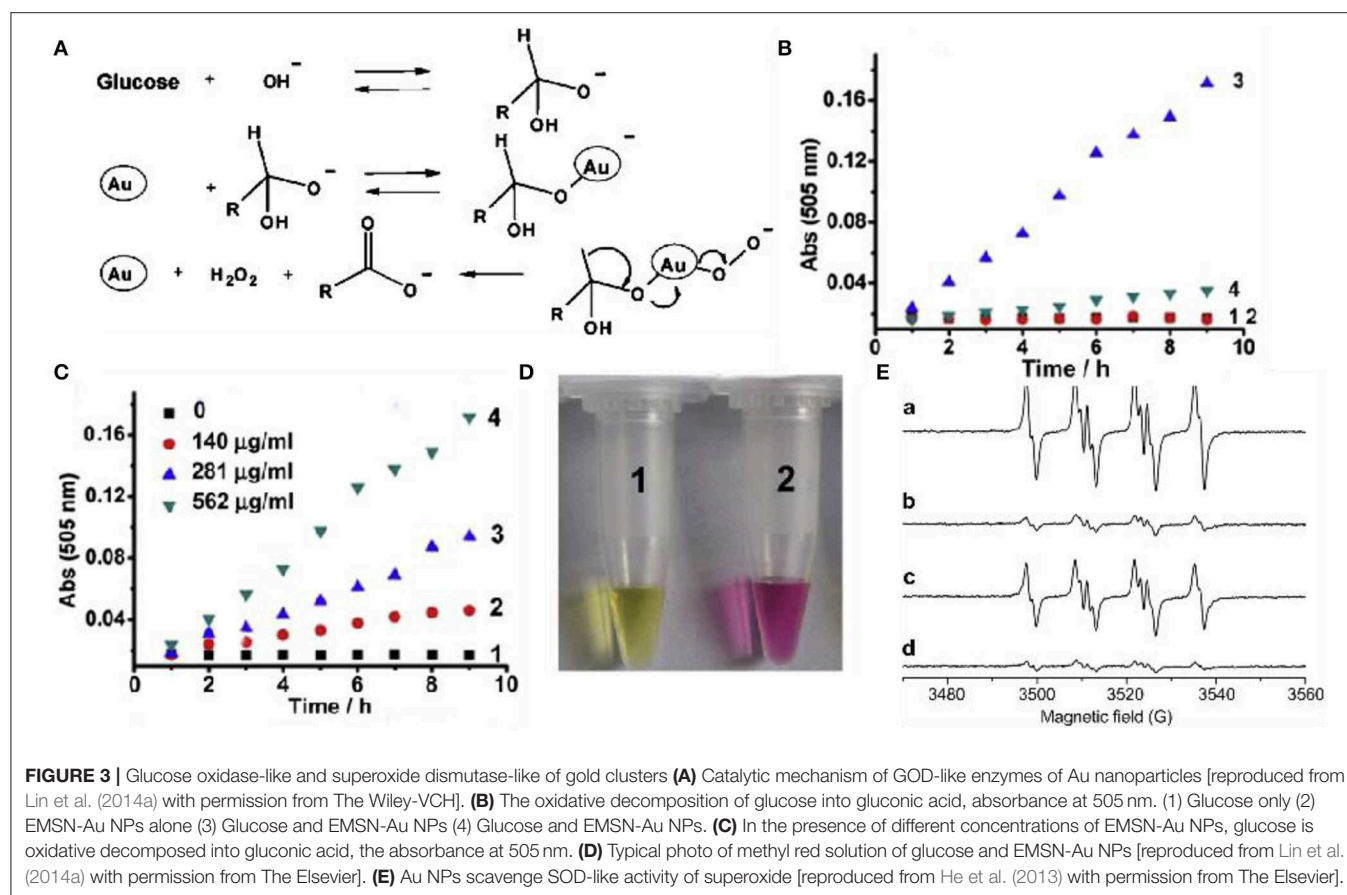 A
Glucose + OH⁻
H
R
OH
O⁻
Au + H R OH O⁻
H
R
OH
O
Au⁻
Au + H₂O₂ + O R O⁻
R
OH
O
Au
O
O⁻
B
Abs (505 nm)
0.16
0.12
0.08
0.04
3
4
1 2
0 2 4 6 8 10
Time / h
C
Abs (505 nm)
0.16
0.12
0.08
0.04
0
140 μg/ml
281 μg/ml
562 μg/ml
4
3
2
1
0 2 4 6 8 10
Time / h
D
1 2
E
a
b
c
d
3480 3500 3520 3540 3560
Magnetic field (G)
FIGURE 3 | Glucose oxidase-like and superoxide dismutase-like of gold clusters (A) Catalytic mechanism of GOD-like enzymes of Au nanoparticles [reproduced from
Lin et al. (2014a) with permission from The Wiley-VCH]. (B) The oxidative decomposition of glucose into gluconic acid, absorbance at 505 nm. (1) Glucose only (2)
EMSN-Au NPs alone (3) Glucose and EMSN-Au NPs (4) Glucose and EMSN-Au NPs. (C) In the presence of different concentrations of EMSN-Au NPs, glucose is
oxidative decomposed into gluconic acid, the absorbance at 505 nm. (D) Typical photo of methyl red solution of glucose and EMSN-Au NPs [reproduced from Lin et al.
(2014a) with permission from The Elsevier]. (E) Au NPs scavenge SOD-like activity of superoxide [reproduced from He et al. (2013) with permission from The Elsevier].